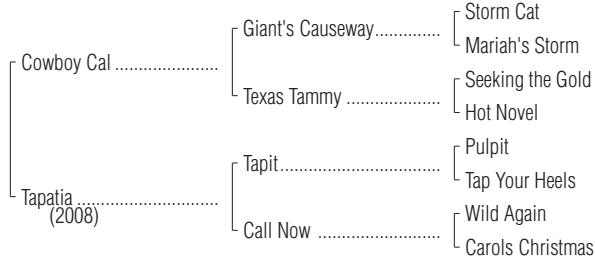 Storm Cat
Giant's Causeway..............
Mariah's Storm
Cowboy Cal ......................
Seeking the Gold
Texas Tammy ....................
Hot Novel
Pulpit
Tapit..................................
Tap Your Heels
Tapatia ..............................
(2008)
Wild Again
Call Now ..........................
Carols Christmas